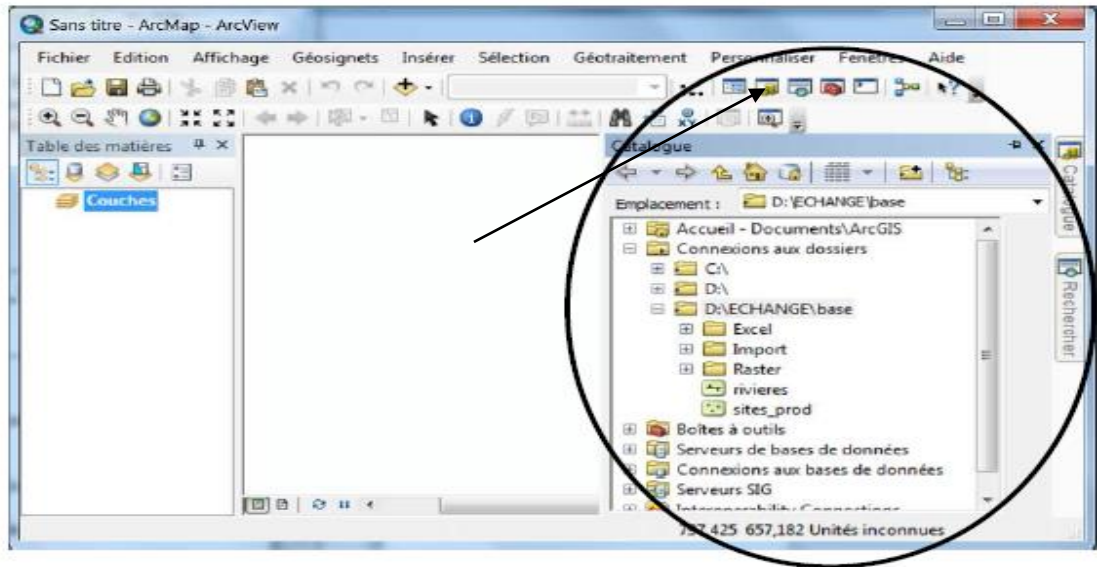 Sans titre - ArcMap - ArcView
Fichier Edition Affichage Géosignets Insérer Sélection Géotraitement Personnaliser Fenêtres Aide
Table des matières
Couches
Catalogue
Emplacement : D:\ECHANGE\base
Accueil - Documents\ArcGIS
Connexions aux dossiers
C:\
D:\
D:\ECHANGE\base
Excel
Import
Raster
rivieres
sites_prod
Boîtes à outils
Serveurs de bases de données
Connexions aux bases de données
Serveurs SIG
Interoperability Connections
Catalogue
Rechercher
657,182 Unités inconnues